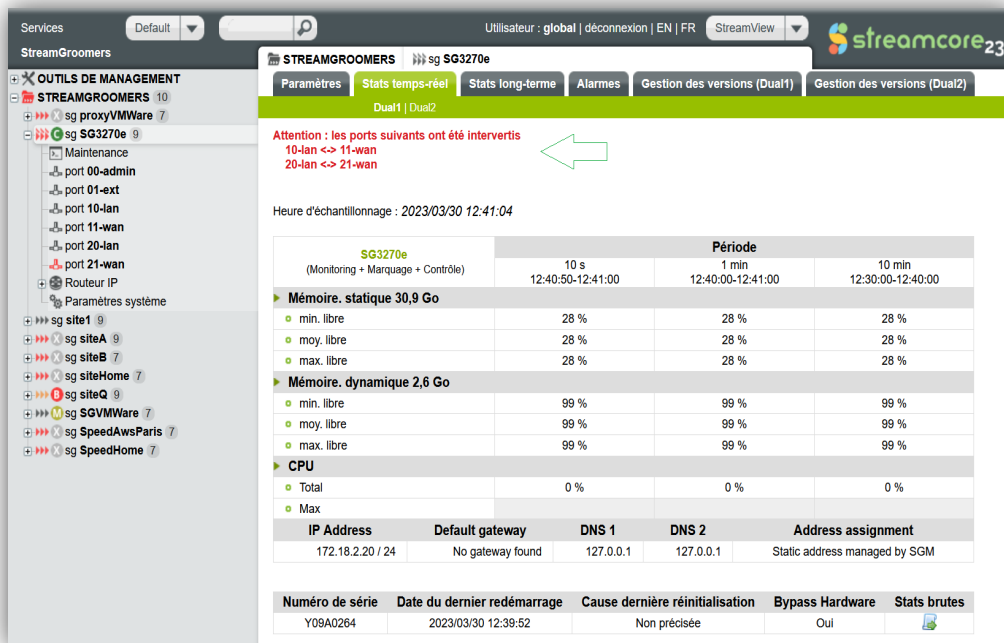 Services
Default
Utilisateur : global | déconnexion | EN | FR
StreamView
streamcore23
StreamGroomers
OUTILS DE MANAGEMENT
STREAMGROOMERS 10
sg proxyVMWare 7
C sg SG3270e 9
Maintenance
port 00-admin
port 01-ext
port 10-lan
port 11-wan
port 20-lan
port 21-wan
Routeur IP
Paramètres système
sg site1 9
X sg siteA 9
X sg siteB 7
X sg siteHome 7
B sg siteQ 9
M sg SGVMWare 7
X sg SpeedAwsParis 7
X sg SpeedHome 7
STREAMGROOMERS sg SG3270e
Paramètres Stats temps-réel Stats long-terme Alarmes Gestion des versions (Dual1) Gestion des versions (Dual2)
Dual1 | Dual2
Attention : les ports suivants ont été intervertis
10-lan <-> 11-wan
20-lan <-> 21-wan
Heure d'échantillonnage : 2023/03/30 12:41:04
SG3270e
(Monitoring + Marquage + Contrôle)
Période
10 s 1 min 10 min
12:40:50-12:41:00 12:40:00-12:41:00 12:30:00-12:40:00
Mémoire. statique 30,9 Go
min. libre 28 % 28 % 28 %
moy. libre 28 % 28 % 28 %
max. libre 28 % 28 % 28 %
Mémoire. dynamique 2,6 Go
min. libre 99 % 99 % 99 %
moy. libre 99 % 99 % 99 %
max. libre 99 % 99 % 99 %
CPU
Total 0 % 0 % 0 %
Max
IP Address Default gateway DNS 1 DNS 2 Address assignment
172.18.2.20 / 24 No gateway found 127.0.0.1 127.0.0.1 Static address managed by SGM
Numéro de série Date du dernier redémarrage Cause dernière réinitialisation Bypass Hardware Stats brutes
Y09A0264 2023/03/30 12:39:52 Non précisée Oui